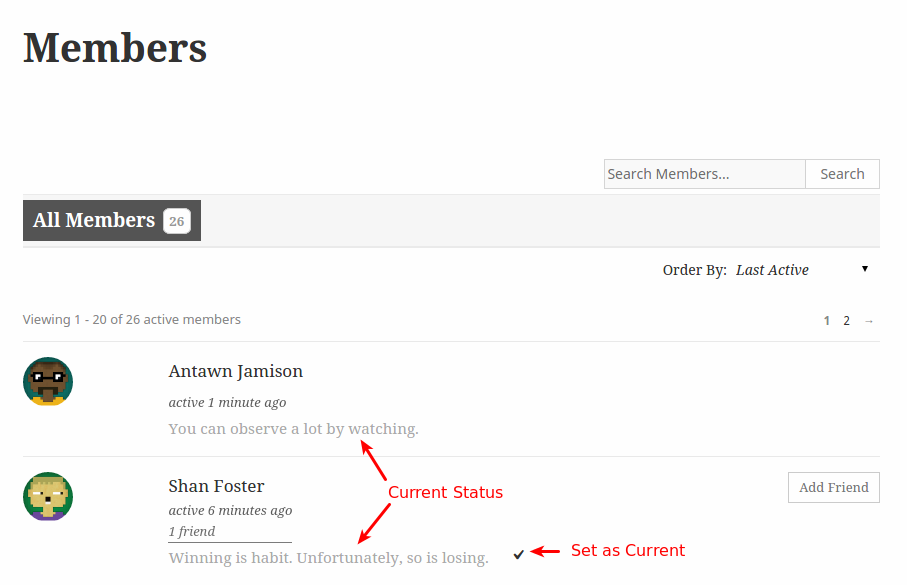 Members
Search Members... Search
All Members 26
Order By: Last Active
Viewing 1 - 20 of 26 active members 1 2 →
Antawn Jamison
active 1 minute ago
You can observe a lot by watching.
Shan Foster Add Friend
Current Status
active 6 minutes ago
1 friend
Winning is habit. Unfortunately, so is losing. ✔ Set as Current